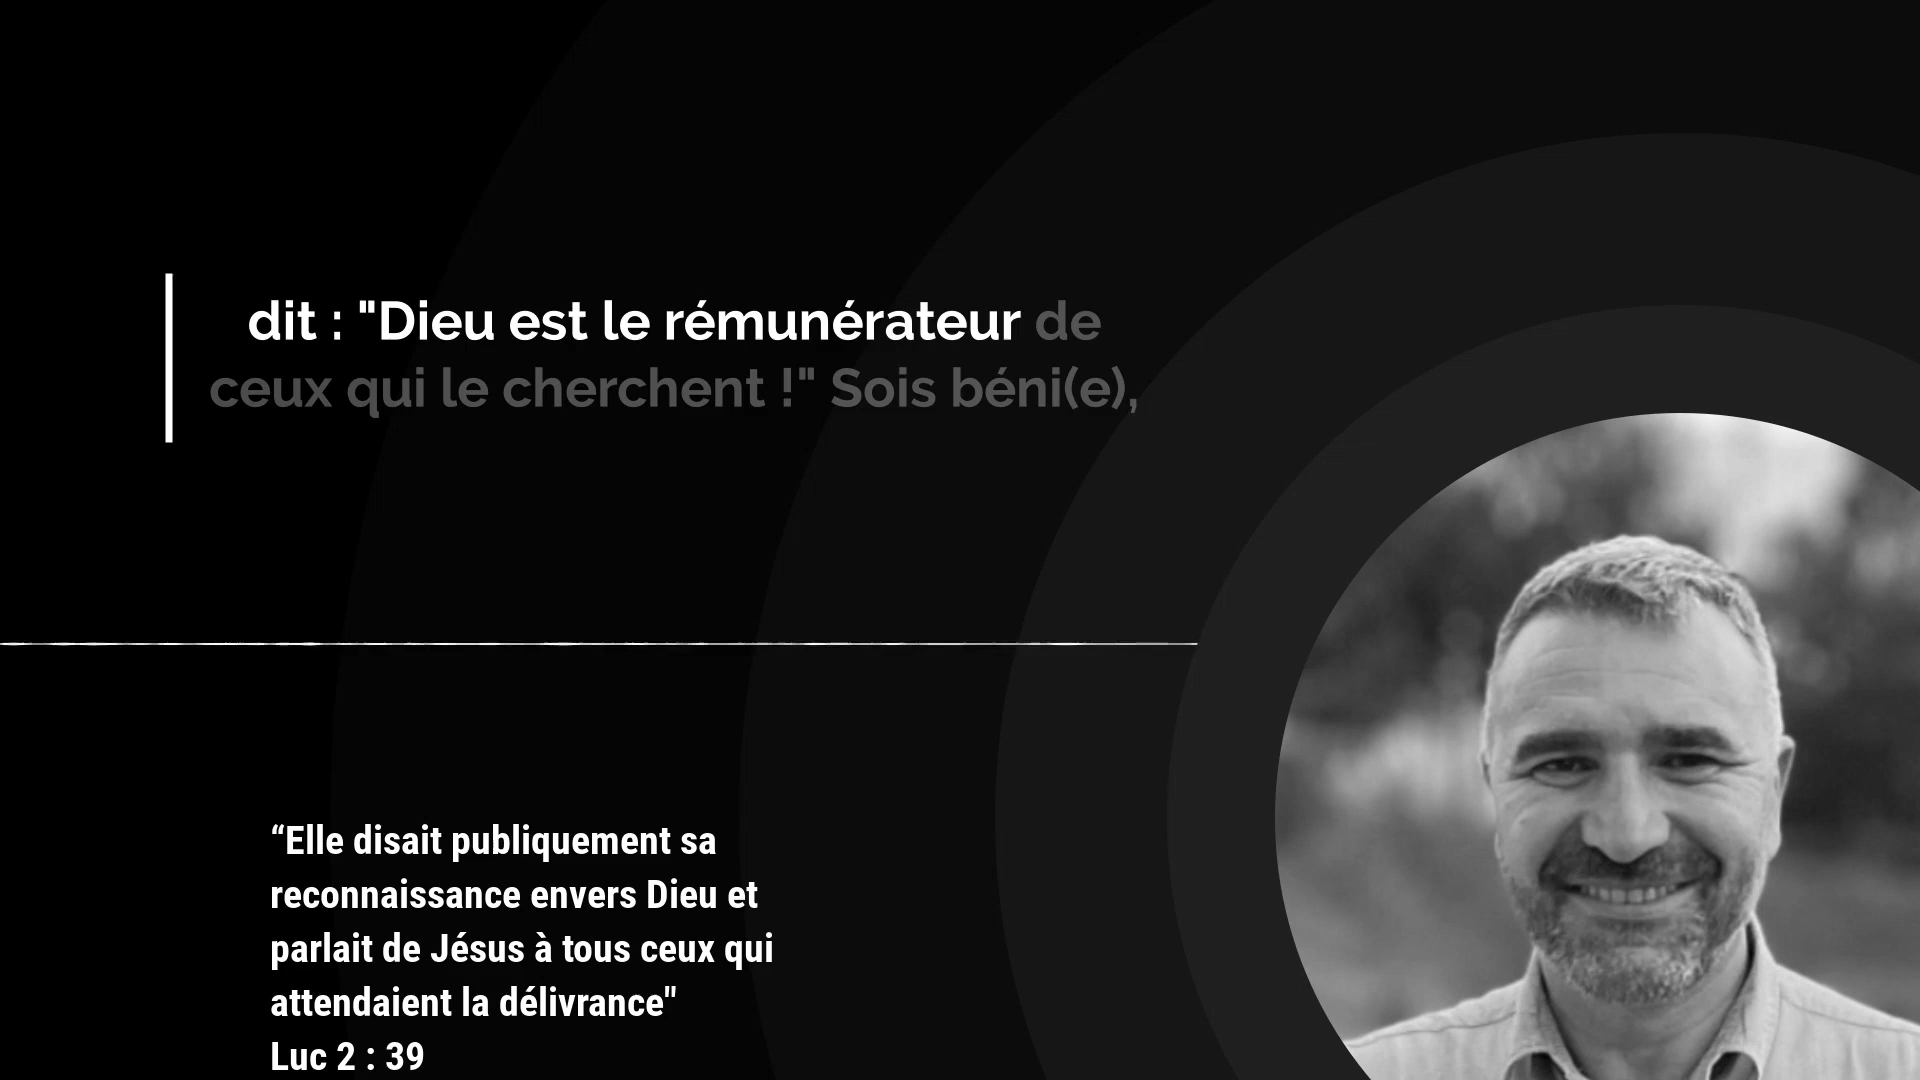 dit : "Dieu est le rémunérateur de
ceux qui le cherchent !" Sois béni(e),
“Elle disait publiquement sa
reconnaissance envers Dieu et
parlait de Jésus à tous ceux qui
attendaient la délivrance"
Luc 2 : 39